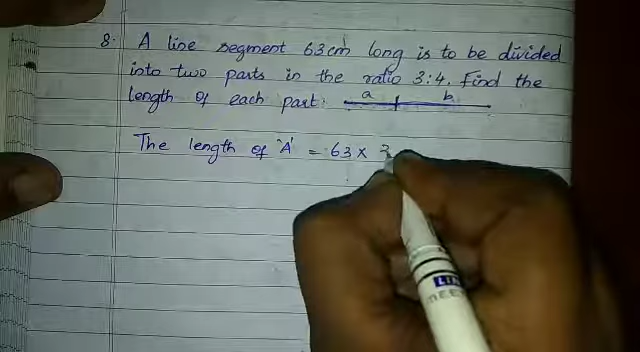 8. A line segment 63cm long is to be divided
into two parts in the ratio 3:4. Find the
length of each part:
a b
The length of 'A' = 63 x 3